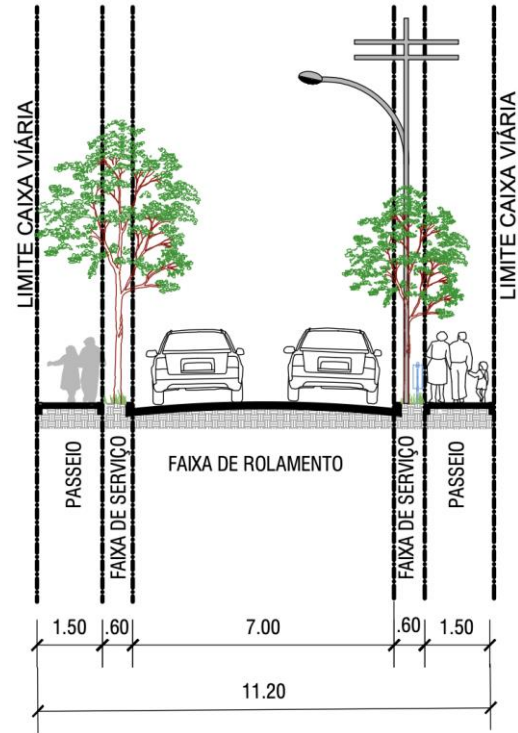 LIMITE CAIXA VIÁRIA
LIMITE CAIXA VIÁRIA
PASSEIO
FAIXA DE SERVIÇO
FAIXA DE ROLAMENTO
FAIXA DE SERVIÇO
PASSEIO
1.50
.60
7.00
.60
1.50
11.20